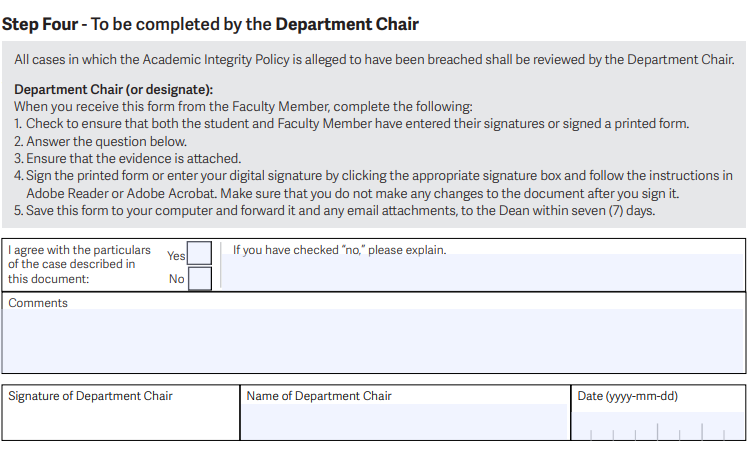 Step Four - To be completed by the Department Chair
All cases in which the Academic Integrity Policy is alleged to have been breached shall be reviewed by the Department Chair.
Department Chair (or designate):
When you receive this form from the Faculty Member, complete the following:
1. Check to ensure that both the student and Faculty Member have entered their signatures or signed a printed form.
2. Answer the question below.
3. Ensure that the evidence is attached.
4. Sign the printed form or enter your digital signature by clicking the appropriate signature box and follow the instructions in
Adobe Reader or Adobe Acrobat. Make sure that you do not make any changes to the document after you sign it.
5. Save this form to your computer and forward it and any email attachments, to the Dean within seven (7) days.
I agree with the particulars
of the case described in
this document:
Yes
No
If you have checked “no,” please explain.
Comments
Signature of Department Chair
Name of Department Chair
Date (yyyy-mm-dd)